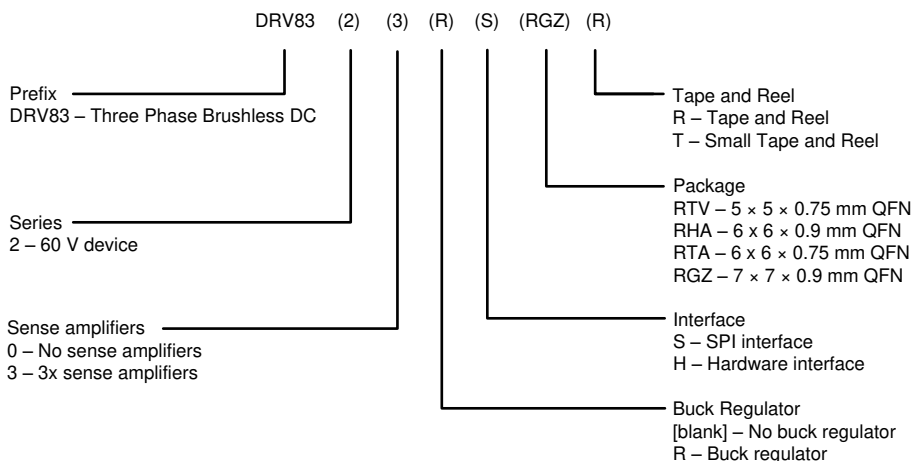 DRV83 (2) (3) (R) (S) (RGZ) (R)
Prefix
DRV83 – Three Phase Brushless DC
Series
2 – 60 V device
Sense amplifiers
0 – No sense amplifiers
3 – 3x sense amplifiers
Tape and Reel
R – Tape and Reel
T – Small Tape and Reel
Package
RTV – 5 × 5 × 0.75 mm QFN
RHA – 6 x 6 × 0.9 mm QFN
RTA – 6 x 6 × 0.75 mm QFN
RGZ – 7 × 7 × 0.9 mm QFN
Interface
S – SPI interface
H – Hardware interface
Buck Regulator
[blank] – No buck regulator
R – Buck regulator